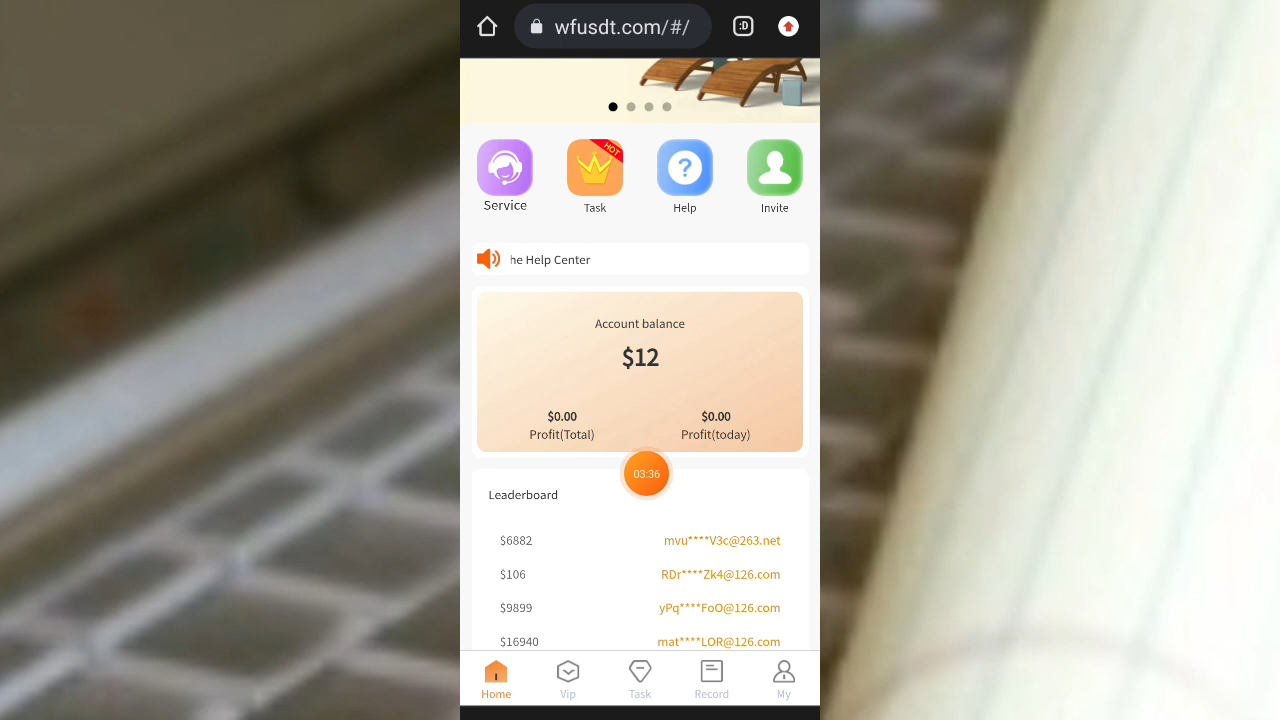 wfusdt.com/#/
:D
HOT
Service
Task
Help
Invite
he Help Center
Account balance
$12
$0.00
$0.00
Profit(Total)
Profit(today)
03:36
Leaderboard
$6882
mvu****V3c@263.net
$106
RDr****Zk4@126.com
$9899
yPq****FoO@126.com
$16940
mat****LOR@126.com
Home
Vip
Task
Record
My